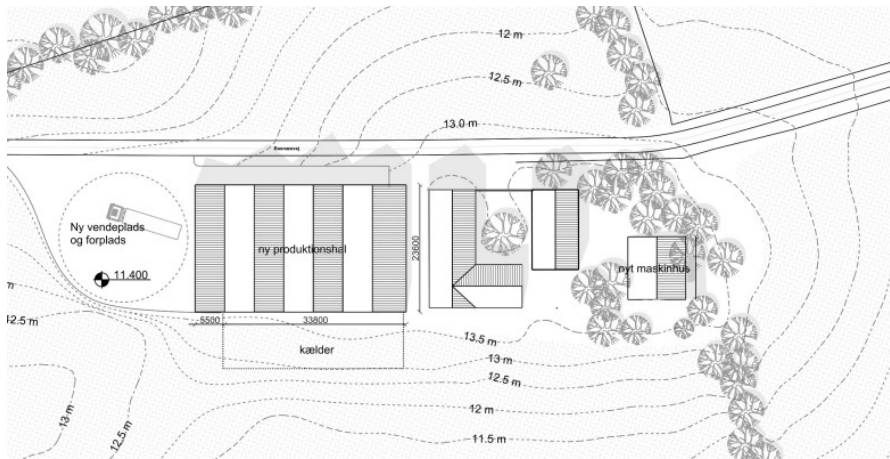 12 m
12.5 m
13.0 m
Ny vendeplads
og forplads
11.400
ny produktionshal
23600
nyt maskinhus
m
12.5 m
5500
33800
kælder
13.5 m
13 m
12.5 m
12 m
11.5 m
13 m
12.5 m